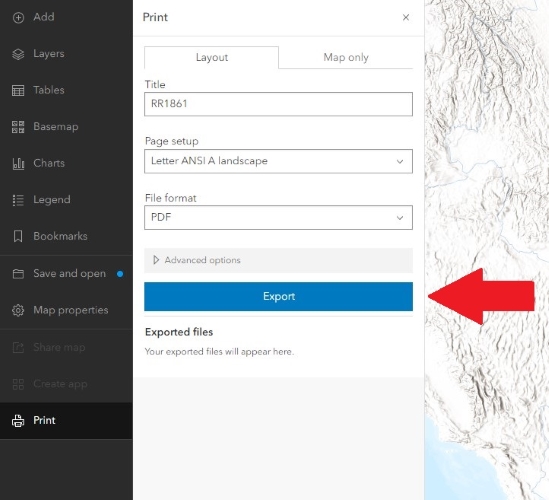 Add
Layers
Tables
Basemap
Charts
Legend
Bookmarks
Save and open
Map properties
Share map
Create app
Print
Print
Layout
Map only
Title
RR1861
Page setup
Letter ANSI A landscape
File format
PDF
Advanced options
Export
Exported files
Your exported files will appear here.